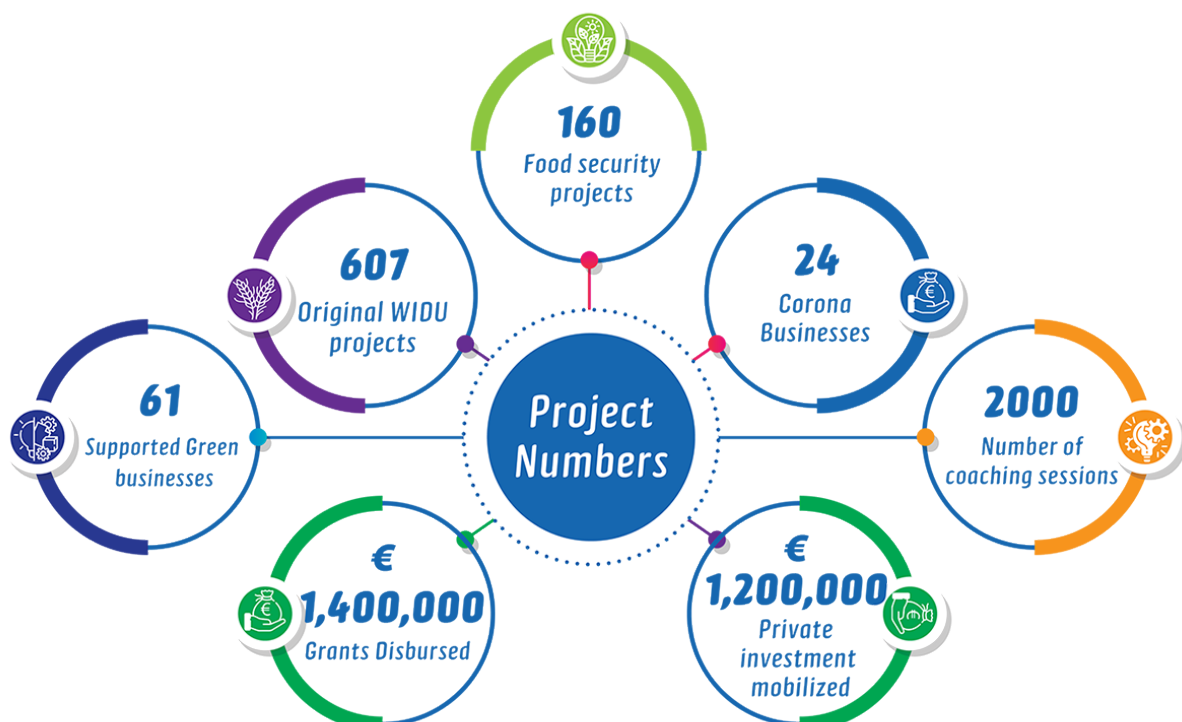 160
Food security
projects
607
Original WIDU
projects
24
Corona
Businesses
61
Supported Green
businesses
Project
Numbers
2000
Number of
coaching sessions
€
1,400,000
Grants Disbursed
€
1,200,000
Private
investment
mobilized